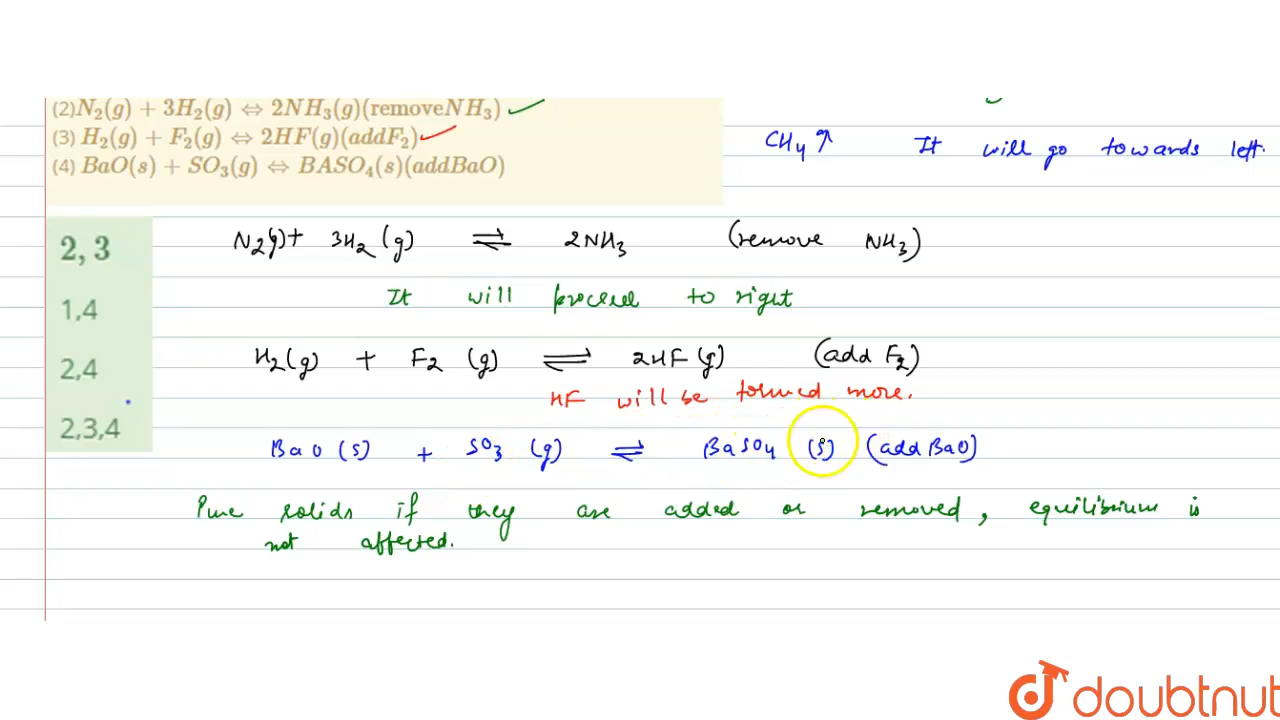 (2)N₂(g) + 3H₂(g) ⇔ 2NH₃(g)(removeNH₃)
(3) H₂(g) + F₂(g) ⇔ 2HF(g)(addF₂)
(4) BaO(s) + SO₃(g) ⇔ BASO₄(s)(addBaO)
CH₄ ↑ It will go towards left.
2, 3
1,4
2,4
2,3,4
N₂(g) + 3H₂(g) ⇌ 2NH₃ (remove NH₃)
It will proceed to right
H₂(g) + F₂(g) ⇌ 2HF(g) (add F₂)
HF will be formed more.
BaO(s) + SO₃(g) ⇌ BaSO₄(s) (add BaO)
Pure solids if they are added or removed, equilibrium is
not affected.
doubtnut